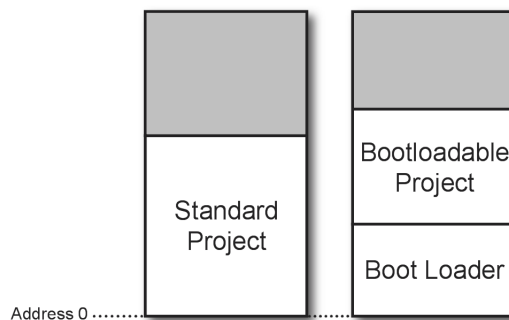 Standard
Project
Bootloadable
Project
Boot Loader
Address 0